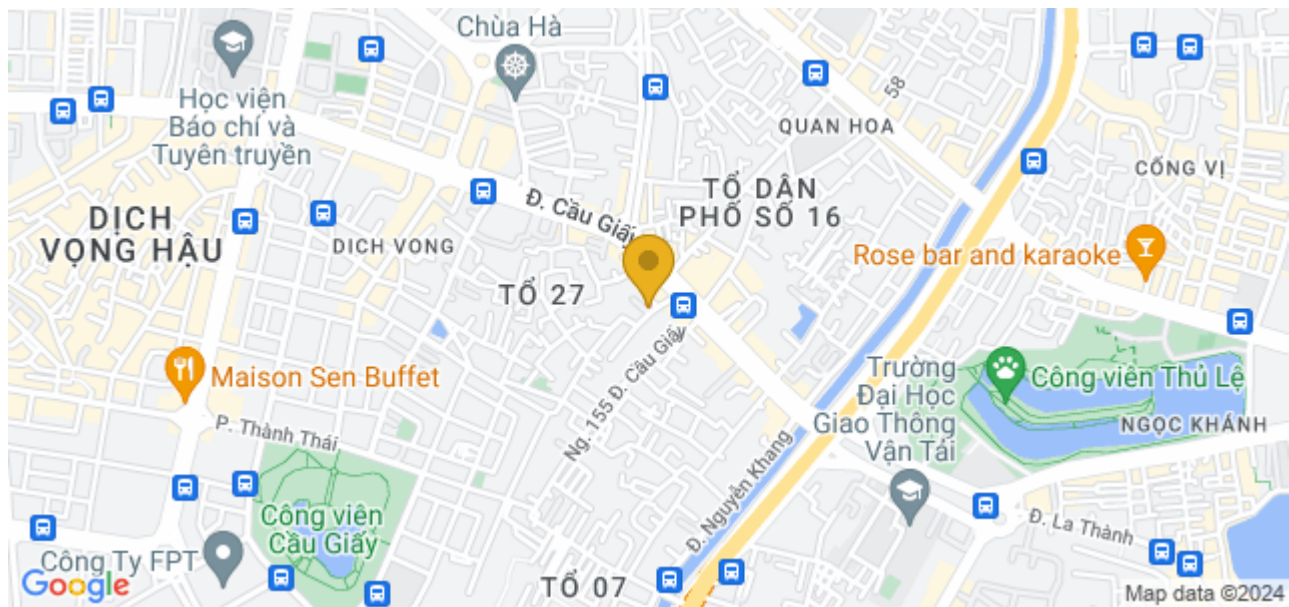 Chùa Hà
58
Học viện
Báo chí và
Tuyên truyền
QUAN HOA
CỐNG VỊ
TỔ DÂN
PHỐ SỐ 16
DỊCH
VỌNG HẬU
Đ. Cầu Giấy
DICH VONG
Rose bar and karaoke
TỔ 27
Ng. 155 Đ. Cầu Giấy
Maison Sen Buffet
Trường
Đại Học
Giao Thông
Vận Tải
Công viên Thủ Lệ
NGỌC KHÁNH
P. Thành Thái
Đ. Nguyễn Khang
Công viên
Cầu Giấy
Đ. La Thành
Công Ty FPT
TỔ 07
Google
Map data ©2024